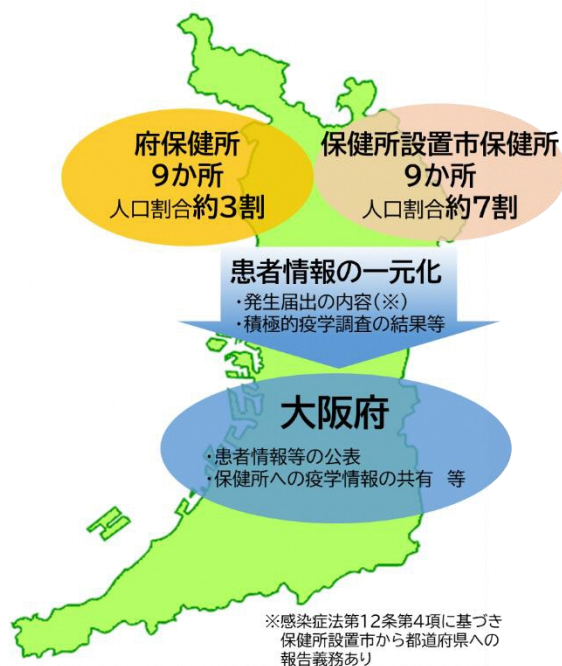 府保健所
9か所
人口割合約3割
保健所設置市保健所
9か所
人口割合約7割
患者情報の一元化
・発生届出の内容(※)
・積極的疫学調査の結果等
大阪府
・患者情報等の公表
・保健所への疫学情報の共有 等
※感染症法第12条第4項に基づき
保健所設置市から都道府県への
報告義務あり